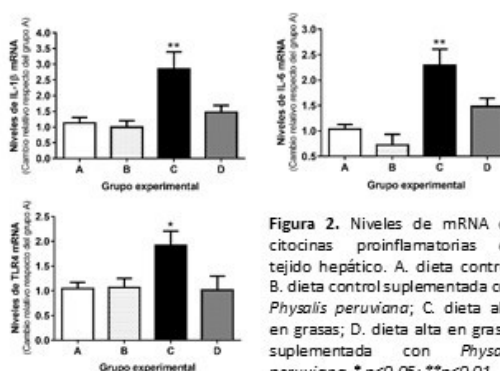 Niveles de IL-1β mRNA
(Cambio relativo respecto del grupo A)
4.0
3.5
3.0
2.5
2.0
1.5
1.0
0.5
0.0
**
A B C D
Grupo experimental
Niveles de IL-6 mRNA
(Cambio relativo respecto del grupo A)
3.0
2.5
2.0
1.5
1.0
0.5
**
A B C D
Grupo experimental
Niveles de TLR4 mRNA
(Cambio relativo respecto del grupo A)
2.5
2.0
1.5
1.0
0.5
*
Figura 2. Niveles de mRNA
citocinas proinflamatorias
tejido hepático. A. dieta contr
B. dieta control suplementada c
Physalis peruviana; C. dieta al
en grasas; D. dieta alta en gras
suplementada con Physa